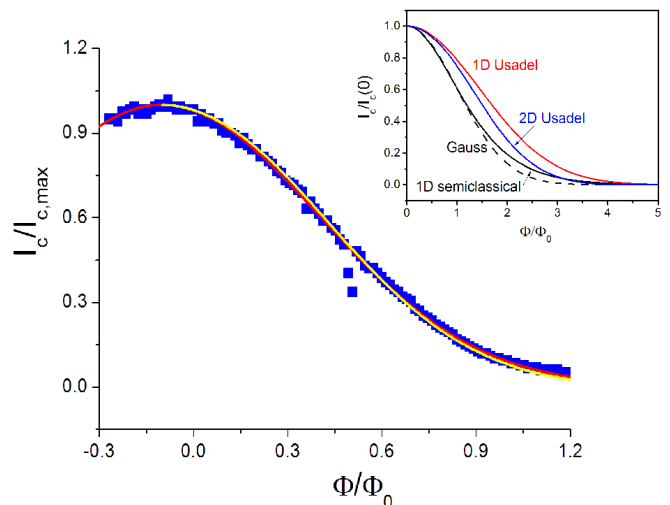 I_c/I_c,max
1.2
0.9
0.6
0.3
0.0
-0.3 0.0 0.3 0.6 0.9 1.2
Φ/Φ_0
I_c/I_c(0)
1.0
0.8
0.6
0.4
0.2
0.0
1D Usadel
2D Usadel
Gauss
1D semiclassical
0 1 2 3 4 5
Φ/Φ_0